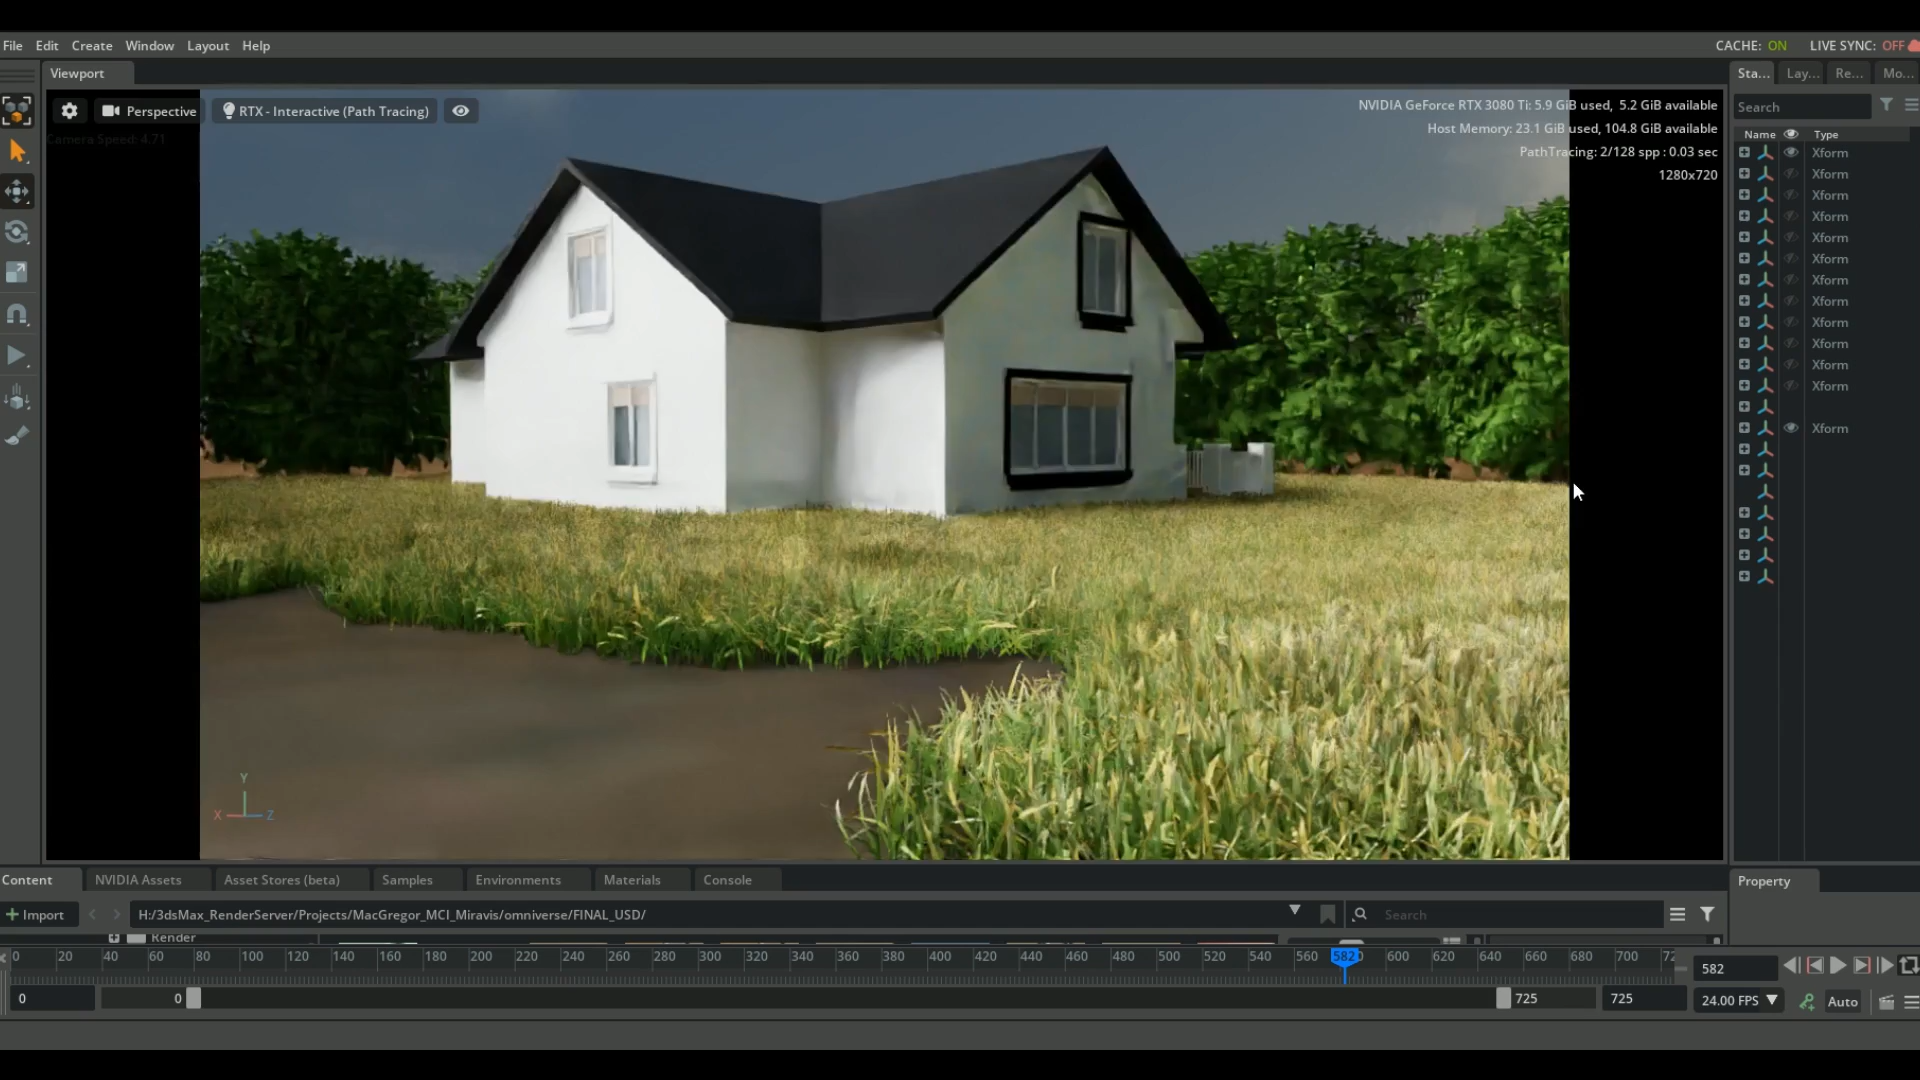 File Edit Create Window Layout Help CACHE: ON LIVE SYNC: OFF
Viewport Sta... Lay... Re... Mo...
Perspective RTX - Interactive (Path Tracing) NVIDIA GeForce RTX 3080 Ti: 5.9 GiB used, 5.2 GiB available
Search
Camera Speed: 4.71 Host Memory: 23.1 GiB used, 104.8 GiB available
Name Type
PathTracing: 2/128 spp : 0.03 sec
1280x720
Xform
Xform
Xform
Xform
Xform
Xform
Xform
Xform
Xform
Xform
Xform
Xform
Xform
Y
X Z
Content NVIDIA Assets Asset Stores (beta) Samples Environments Materials Console Property
Import H:/3dsMax_RenderServer/Projects/MacGregor_MCI_Miravis/omniverse/FINAL_USD/ Search
Render
0 20 40 60 80 100 120 140 160 180 200 220 240 260 280 300 320 340 360 380 400 420 440 460 480 500 520 540 560 582 600 620 640 660 680 700 72
582
0 0 725 725 24.00 FPS Auto